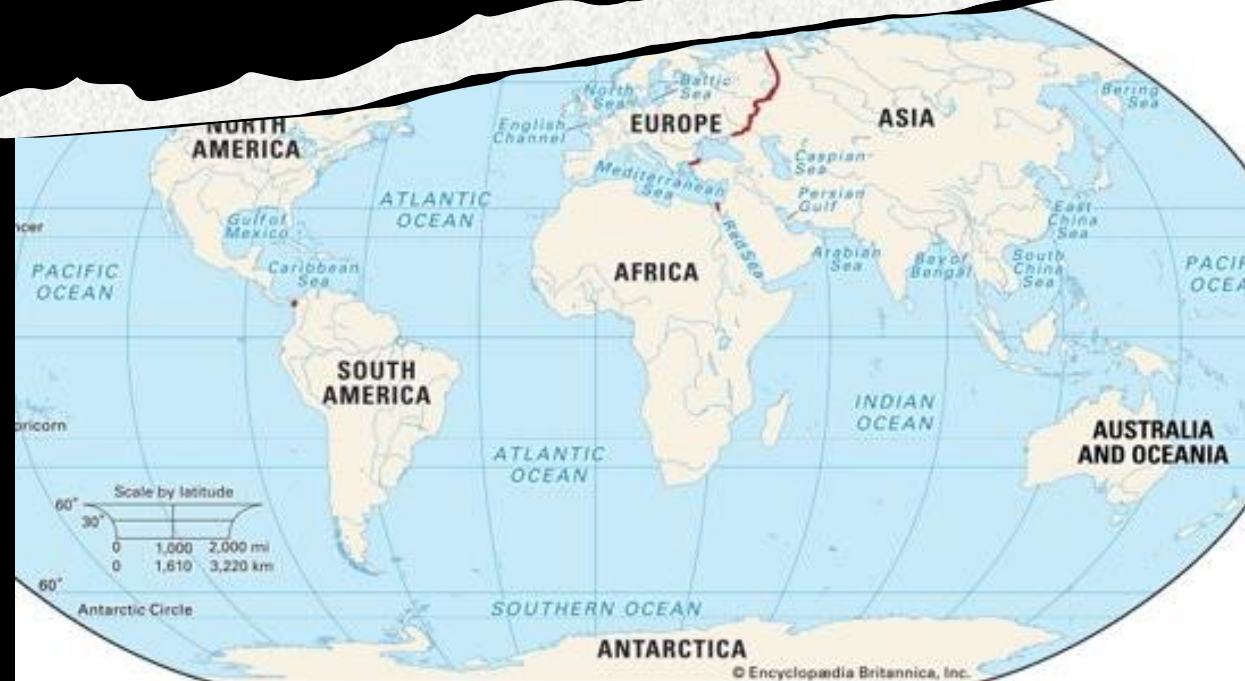 NORTH
AMERICA
EUROPE
ASIA
North
Sea
Baltic
Sea
English
Channel
Bering
Sea
Mediterranean
Sea
Caspian
Sea
Persian
Gulf
ATLANTIC
OCEAN
Gulf of
Mexico
Caribbean
Sea
PACIFIC
OCEAN
ncer
AFRICA
Red Sea
Arabian
Sea
Bay of
Bengal
East
China
Sea
South
China
Sea
PACIF
OCEA
SOUTH
AMERICA
INDIAN
OCEAN
AUSTRALIA
AND OCEANIA
pricorn
ATLANTIC
OCEAN
Scale by latitude
60°
30°
0 1,000 2,000 mi
0 1,610 3,220 km
60°
Antarctic Circle
SOUTHERN OCEAN
ANTARCTICA
© Encyclopædia Britannica, Inc.